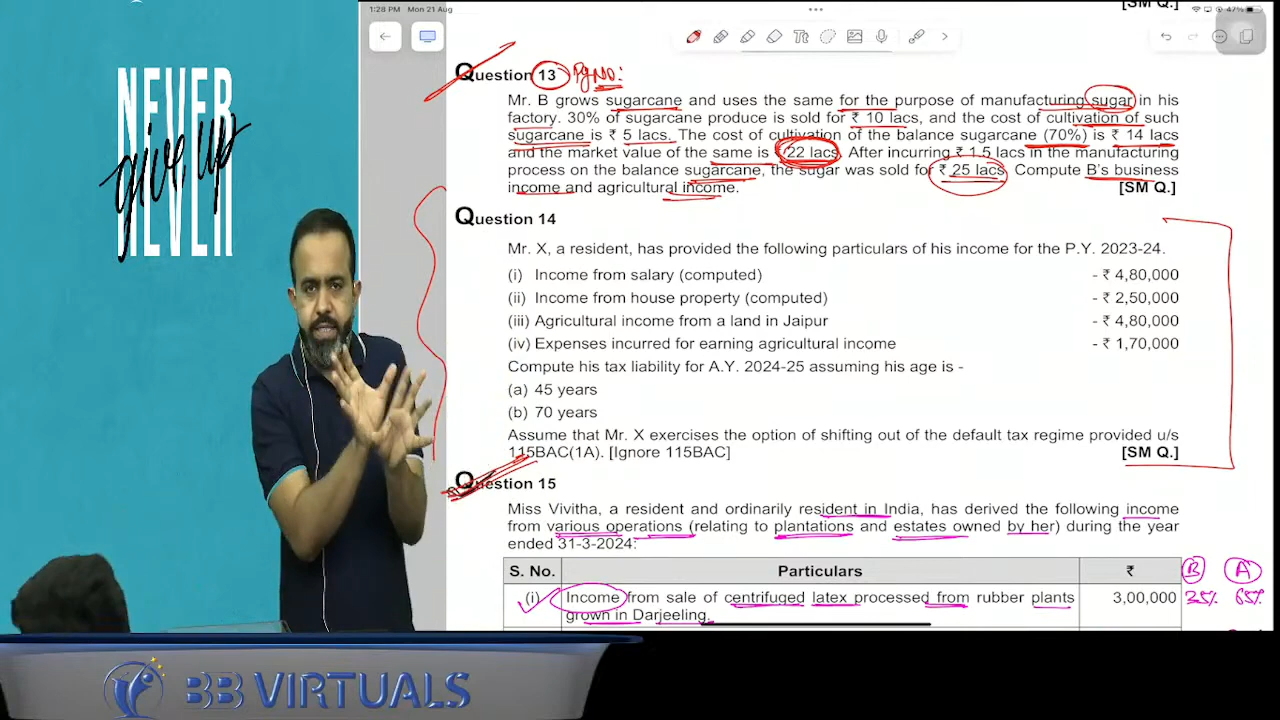 1:28 PM Mon 21 Aug
47%
[SM Q.]
NEVER
give up
NEVER
Question 13 Pg No:
Mr. B grows sugarcane and uses the same for the purpose of manufacturing sugar in his
factory. 30% of sugarcane produce is sold for ₹ 10 lacs, and the cost of cultivation of such
sugarcane is ₹ 5 lacs. The cost of cultivation of the balance sugarcane (70%) is ₹ 14 lacs
and the market value of the same is ₹ 22 lacs. After incurring ₹ 1.5 lacs in the manufacturing
process on the balance sugarcane, the sugar was sold for ₹ 25 lacs. Compute B's business
income and agricultural income. [SM Q.]
Question 14
Mr. X, a resident, has provided the following particulars of his income for the P.Y. 2023-24.
(i) Income from salary (computed) - ₹ 4,80,000
(ii) Income from house property (computed) - ₹ 2,50,000
(iii) Agricultural income from a land in Jaipur - ₹ 4,80,000
(iv) Expenses incurred for earning agricultural income - ₹ 1,70,000
Compute his tax liability for A.Y. 2024-25 assuming his age is -
(a) 45 years
(b) 70 years
Assume that Mr. X exercises the option of shifting out of the default tax regime provided u/s
115BAC(1A). [Ignore 115BAC] [SM Q.]
Question 15
Miss Vivitha, a resident and ordinarily resident in India, has derived the following income
from various operations (relating to plantations and estates owned by her) during the year
ended 31-3-2024:
S. No. Particulars ₹ B A
(i) Income from sale of centrifuged latex processed from rubber plants 3,00,000 35% 65%
grown in Darjeeling.
BB VIRTUALS